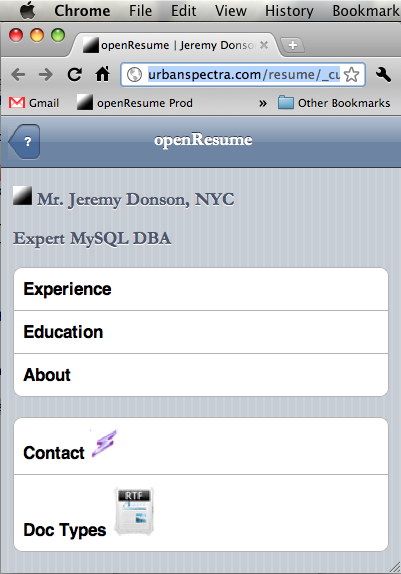 Chrome File Edit View History Bookmark
openResume | Jeremy Donso
urbanspectra.com/resume/_cu
Gmail openResume Prod » Other Bookmarks
? openResume
Mr. Jeremy Donson, NYC
Expert MySQL DBA
Experience
Education
About
Contact
RTF
Doc Types